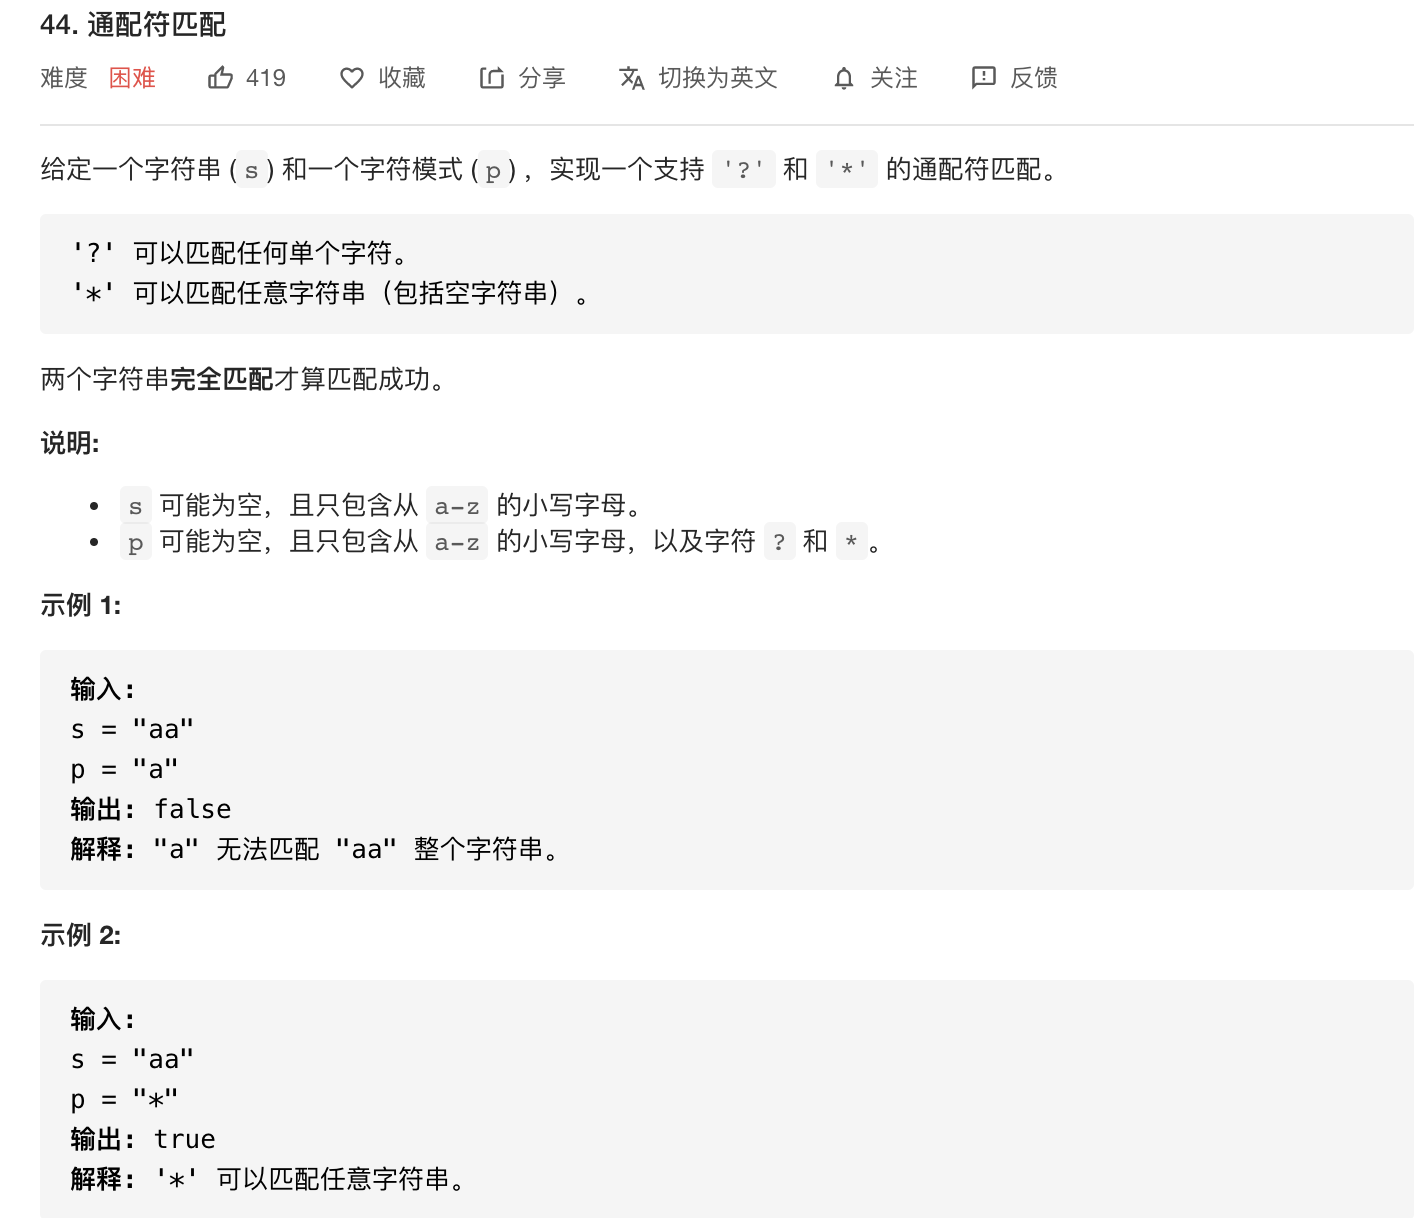 44. 通配符匹配
难度 困难 419 收藏 分享 切换为英文 关注 反馈
给定一个字符串 (s) 和一个字符模式 (p) ，实现一个支持 '?' 和 '*' 的通配符匹配。
'?' 可以匹配任何单个字符。
'*' 可以匹配任意字符串（包括空字符串）。
两个字符串完全匹配才算匹配成功。
说明:
• s 可能为空，且只包含从 a-z 的小写字母。
• p 可能为空，且只包含从 a-z 的小写字母，以及字符 ? 和 *。
示例 1:
输入:
s = "aa"
p = "a"
输出: false
解释: "a" 无法匹配 "aa" 整个字符串。
示例 2:
输入:
s = "aa"
p = "*"
输出: true
解释: '*' 可以匹配任意字符串。